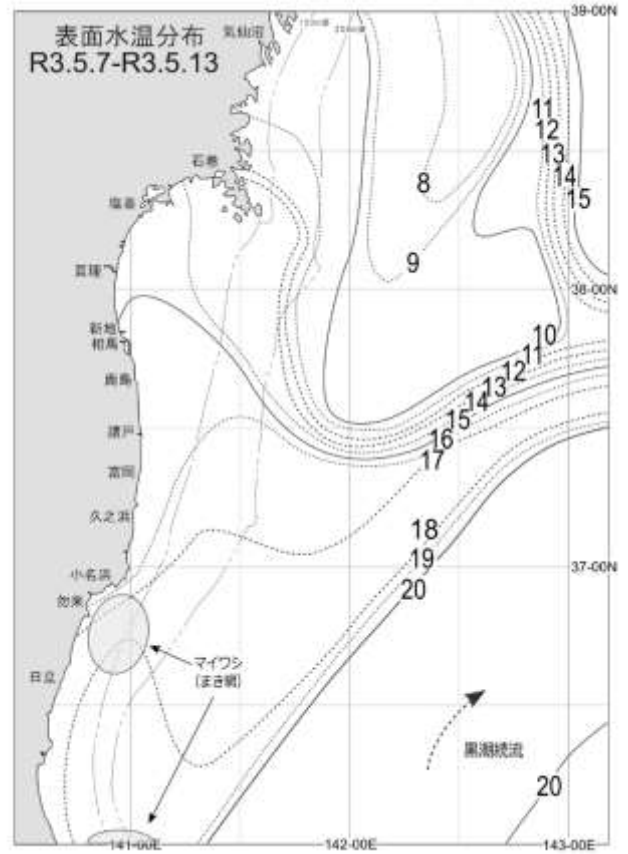 表面水温分布
R3.5.7-R3.5.13
気仙沼
39-00N
11
12
13
14
15
石巻
8
塩釜
9
亘理
38-00N
新地
相馬
10
11
12
13
14
15
16
17
鹿島
請戸
富岡
久之浜
18
19
20
37-00N
小名浜
勿来
マイワシ
(まき網)
日立
黒潮続流
20
141-00E
142-00E
143-00E